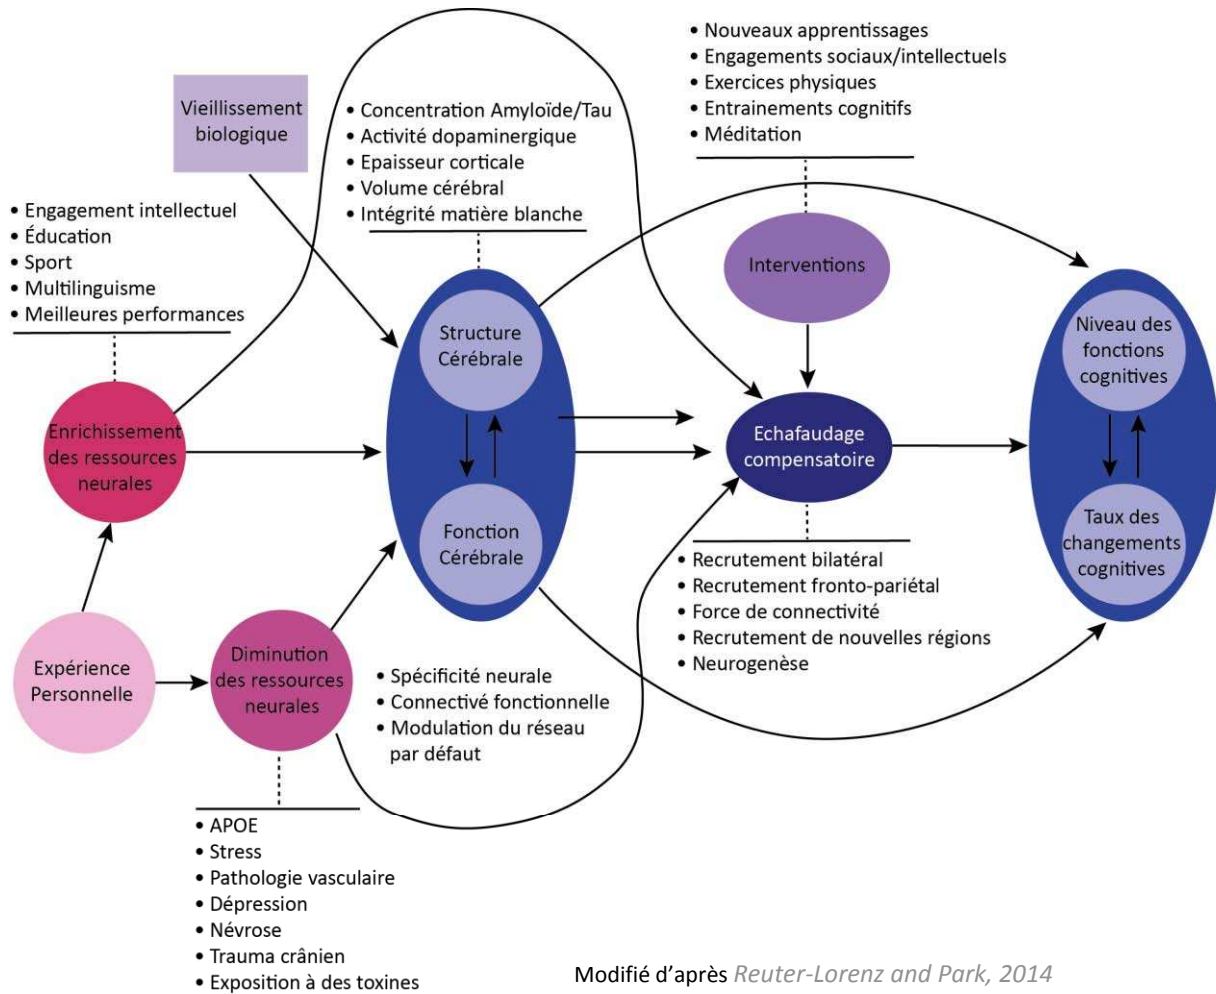 • Nouveaux apprentissages
• Engagements sociaux/intellectuels
• Exercices physiques
• Entrainements cognitifs
• Méditation
Vieillissement
biologique
• Concentration Amyloïde/Tau
• Activité dopaminergique
• Epaisseur corticale
• Volume cérébral
• Intégrité matière blanche
• Engagement intellectuel
• Éducation
• Sport
• Multilinguisme
• Meilleures performances
Interventions
Structure
Cérébrale
Niveau des
fonctions
cognitives
Enrichissement
des ressources
neurales
Echafaudage
compensatoire
Fonction
Cérébrale
Taux des
changements
cognitives
• Recrutement bilatéral
• Recrutement fronto-pariétal
• Force de connectivité
• Recrutement de nouvelles régions
• Neurogenèse
Expérience
Personnelle
Diminution
des ressources
neurales
• Spécificité neurale
• Connectivé fonctionnelle
• Modulation du réseau
par défaut
• APOE
• Stress
• Pathologie vasculaire
• Dépression
• Névrose
• Trauma crânien
• Exposition à des toxines
Modifié d’après Reuter-Lorenz and Park, 2014